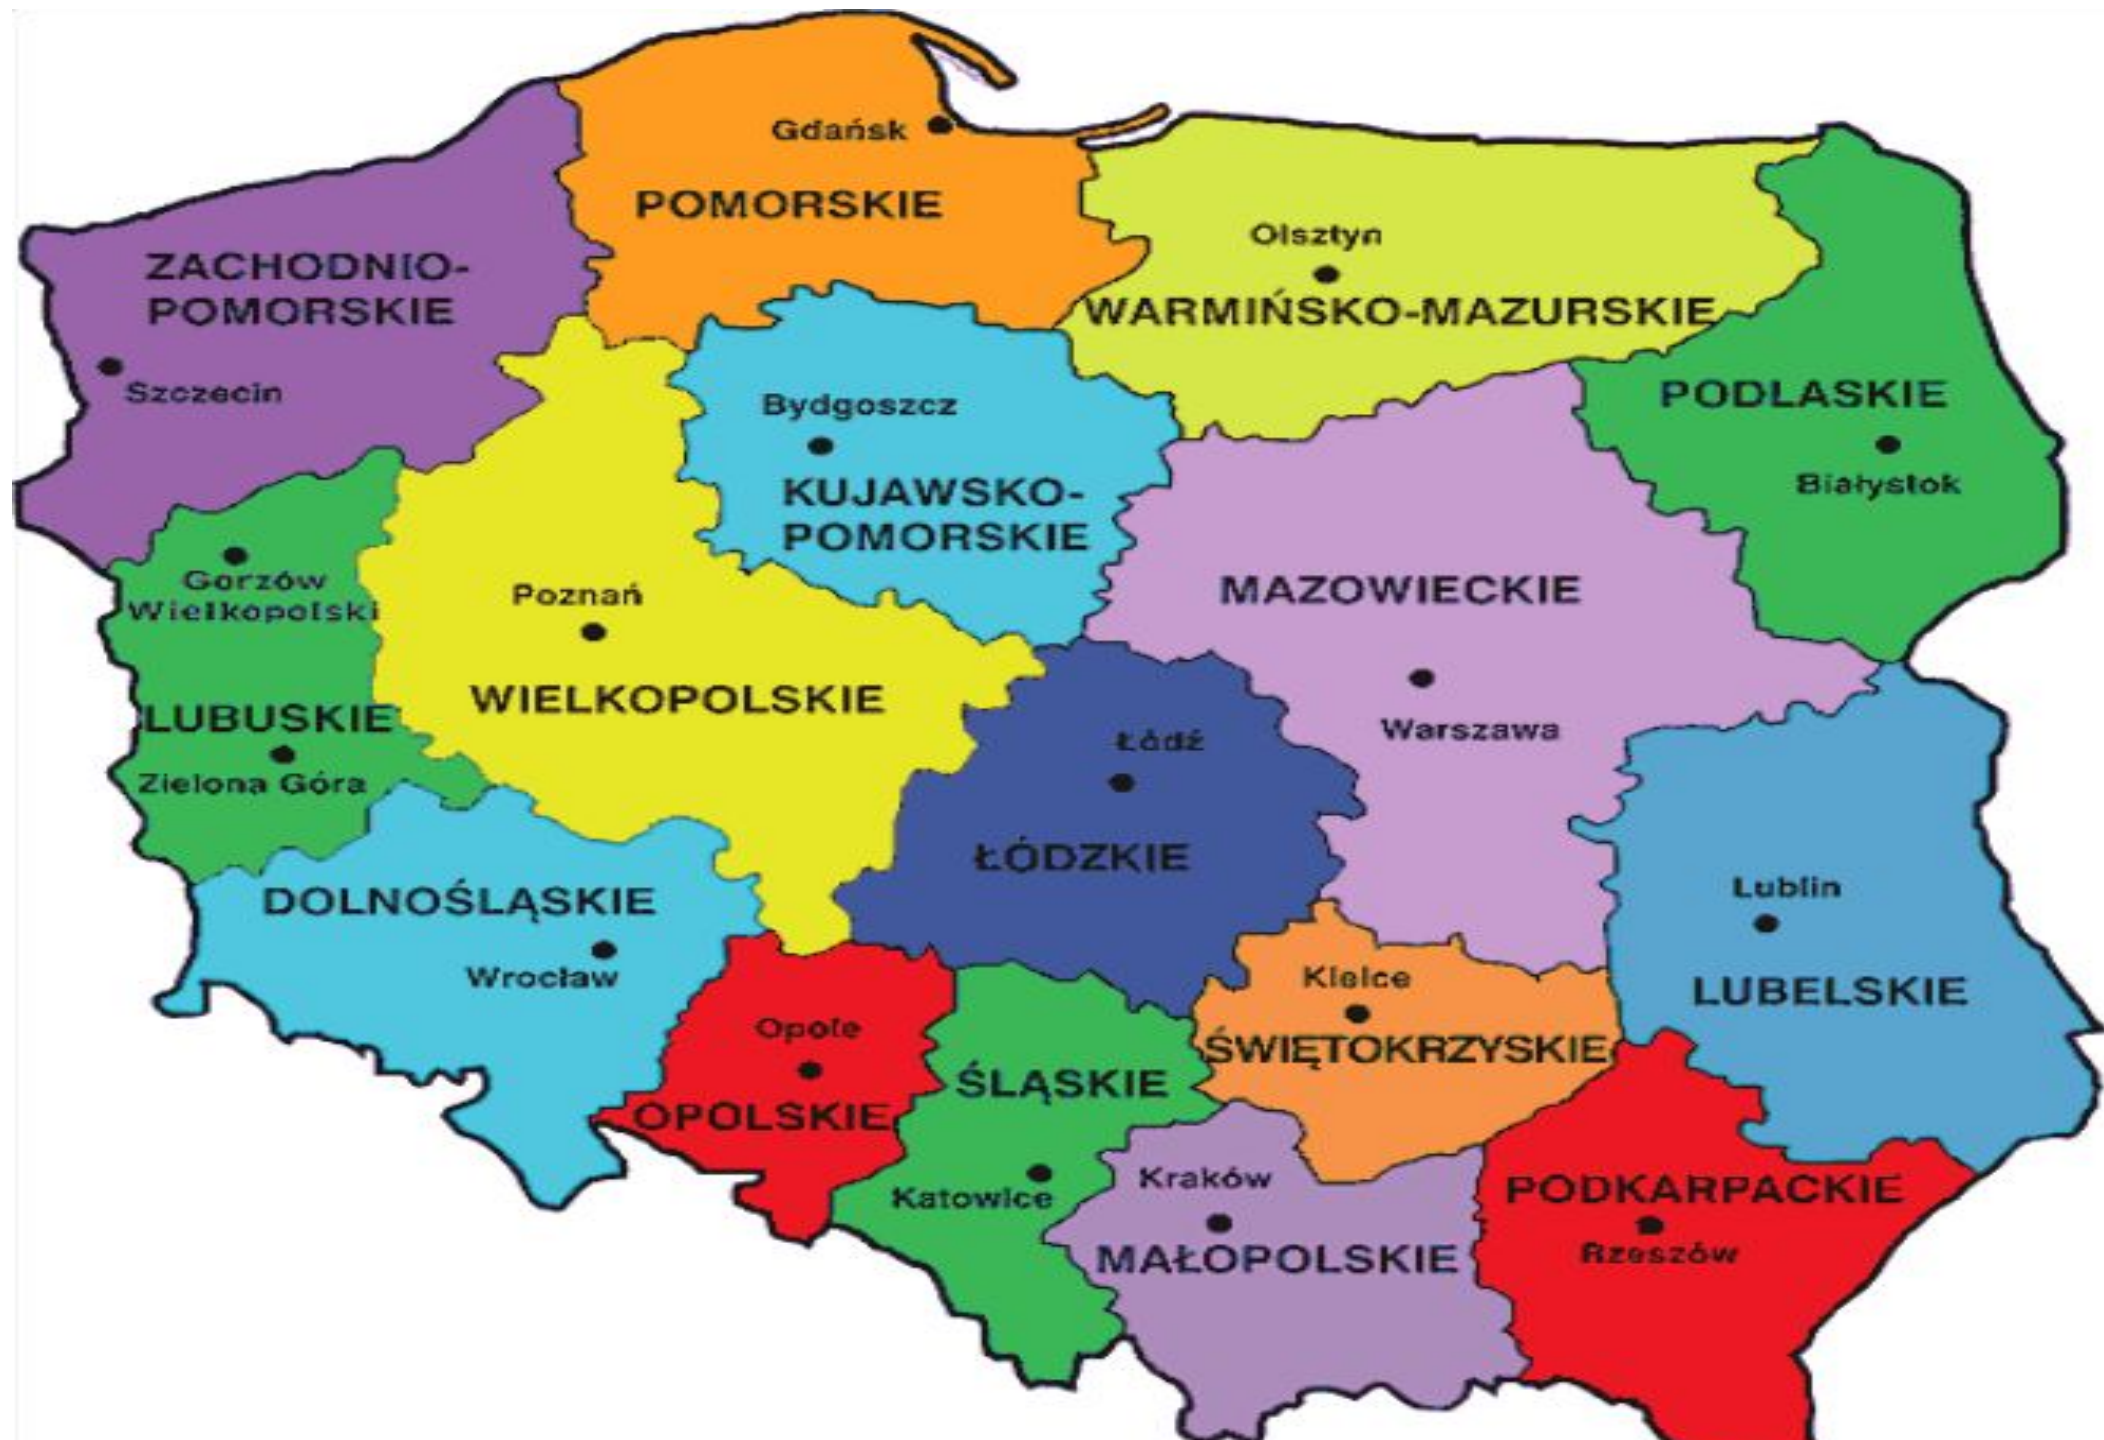 Gdańsk
POMORSKIE
Olsztyn
WARMIŃSKO-MAZURSKIE
ZACHODNIO-
POMORSKIE
Szczecin
Bydgoszcz
KUJAWSKO-
POMORSKIE
PODLASKIE
Białystok
Gorzów
Wielkopolski
LUBUSKIE
Zielona Góra
Poznań
WIELKOPOLSKIE
MAZOWIECKIE
Warszawa
Łódź
ŁÓDZKIE
DOLNOŚLĄSKIE
Wrocław
Lublin
LUBELSKIE
Opole
OPOLSKIE
ŚLĄSKIE
Katowice
Kielce
ŚWIĘTOKRZYSKIE
Kraków
MAŁOPOLSKIE
PODKARPACKIE
Rzeszów